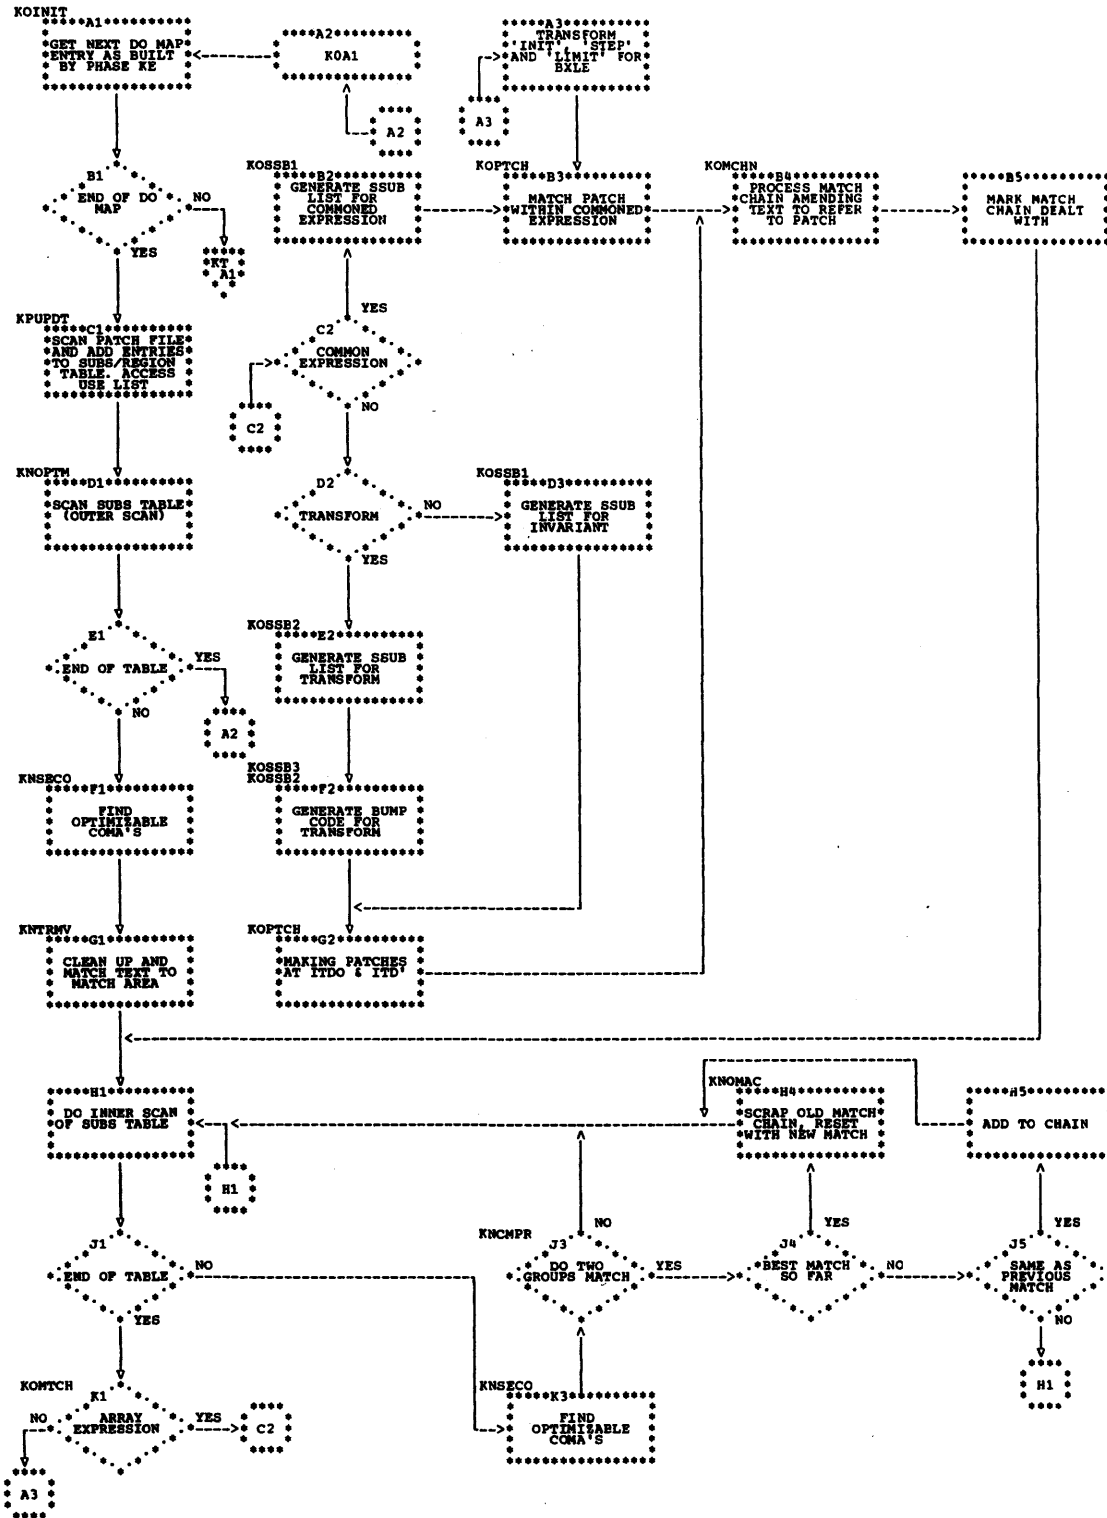 KOINIT
A1
GET NEXT DO MAP
ENTRY AS BUILT
BY PHASE KE
A2
KOA1
A2
A3
TRANSFORM
'INIT', 'STEP'
AND 'LIMIT' FOR
BXLE
A3
B1
END OF DO
MAP
NO
YES
KT
A1
KOSSB1
B2
GENERATE SSUB
LIST FOR
COMMONED
EXPRESSION
KOPTCH
B3
MATCH PATCH
WITHIN COMMONED
EXPRESSION
KOMCHN
B4
PROCESS MATCH
CHAIN AMENDING
TEXT TO REFER
TO PATCH
B5
MARK MATCH
CHAIN DEALT
WITH
KPUPDT
C1
SCAN PATCH FILE
AND ADD ENTRIES
TO SUBS/REGION
TABLE. ACCESS
USE LIST
YES
C2
COMMON
EXPRESSION
NO
C2
KNOPTM
D1
SCAN SUBS TABLE
(OUTER SCAN)
D2
TRANSFORM
NO
YES
KOSSB1
D3
GENERATE SSUB
LIST FOR
INVARIANT
E1
END OF TABLE
YES
NO
A2
KOSSB2
E2
GENERATE SSUB
LIST FOR
TRANSFORM
KNSECO
F1
FIND
OPTIMIZABLE
COMA'S
KOSSB3
KOSSB2
F2
GENERATE BUMP
CODE FOR
TRANSFORM
KNTRMV
G1
CLEAN UP AND
MATCH TEXT TO
MATCH AREA
KOPTCH
G2
MAKING PATCHES
AT ITDO & ITD'
H1
DO INNER SCAN
OF SUBS TABLE
H1
KNOMAC
H4
SCRAP OLD MATCH
CHAIN, RESET
WITH NEW MATCH
H5
ADD TO CHAIN
J1
END OF TABLE
NO
YES
KNCMPR
J3
DO TWO
GROUPS MATCH
NO
YES
J4
BEST MATCH
SO FAR
YES
NO
J5
SAME AS
PREVIOUS
MATCH
YES
NO
H1
KOMTCH
K1
ARRAY
EXPRESSION
NO
YES
C2
A3
KNSECO
K3
FIND
OPTIMIZABLE
COMA'S